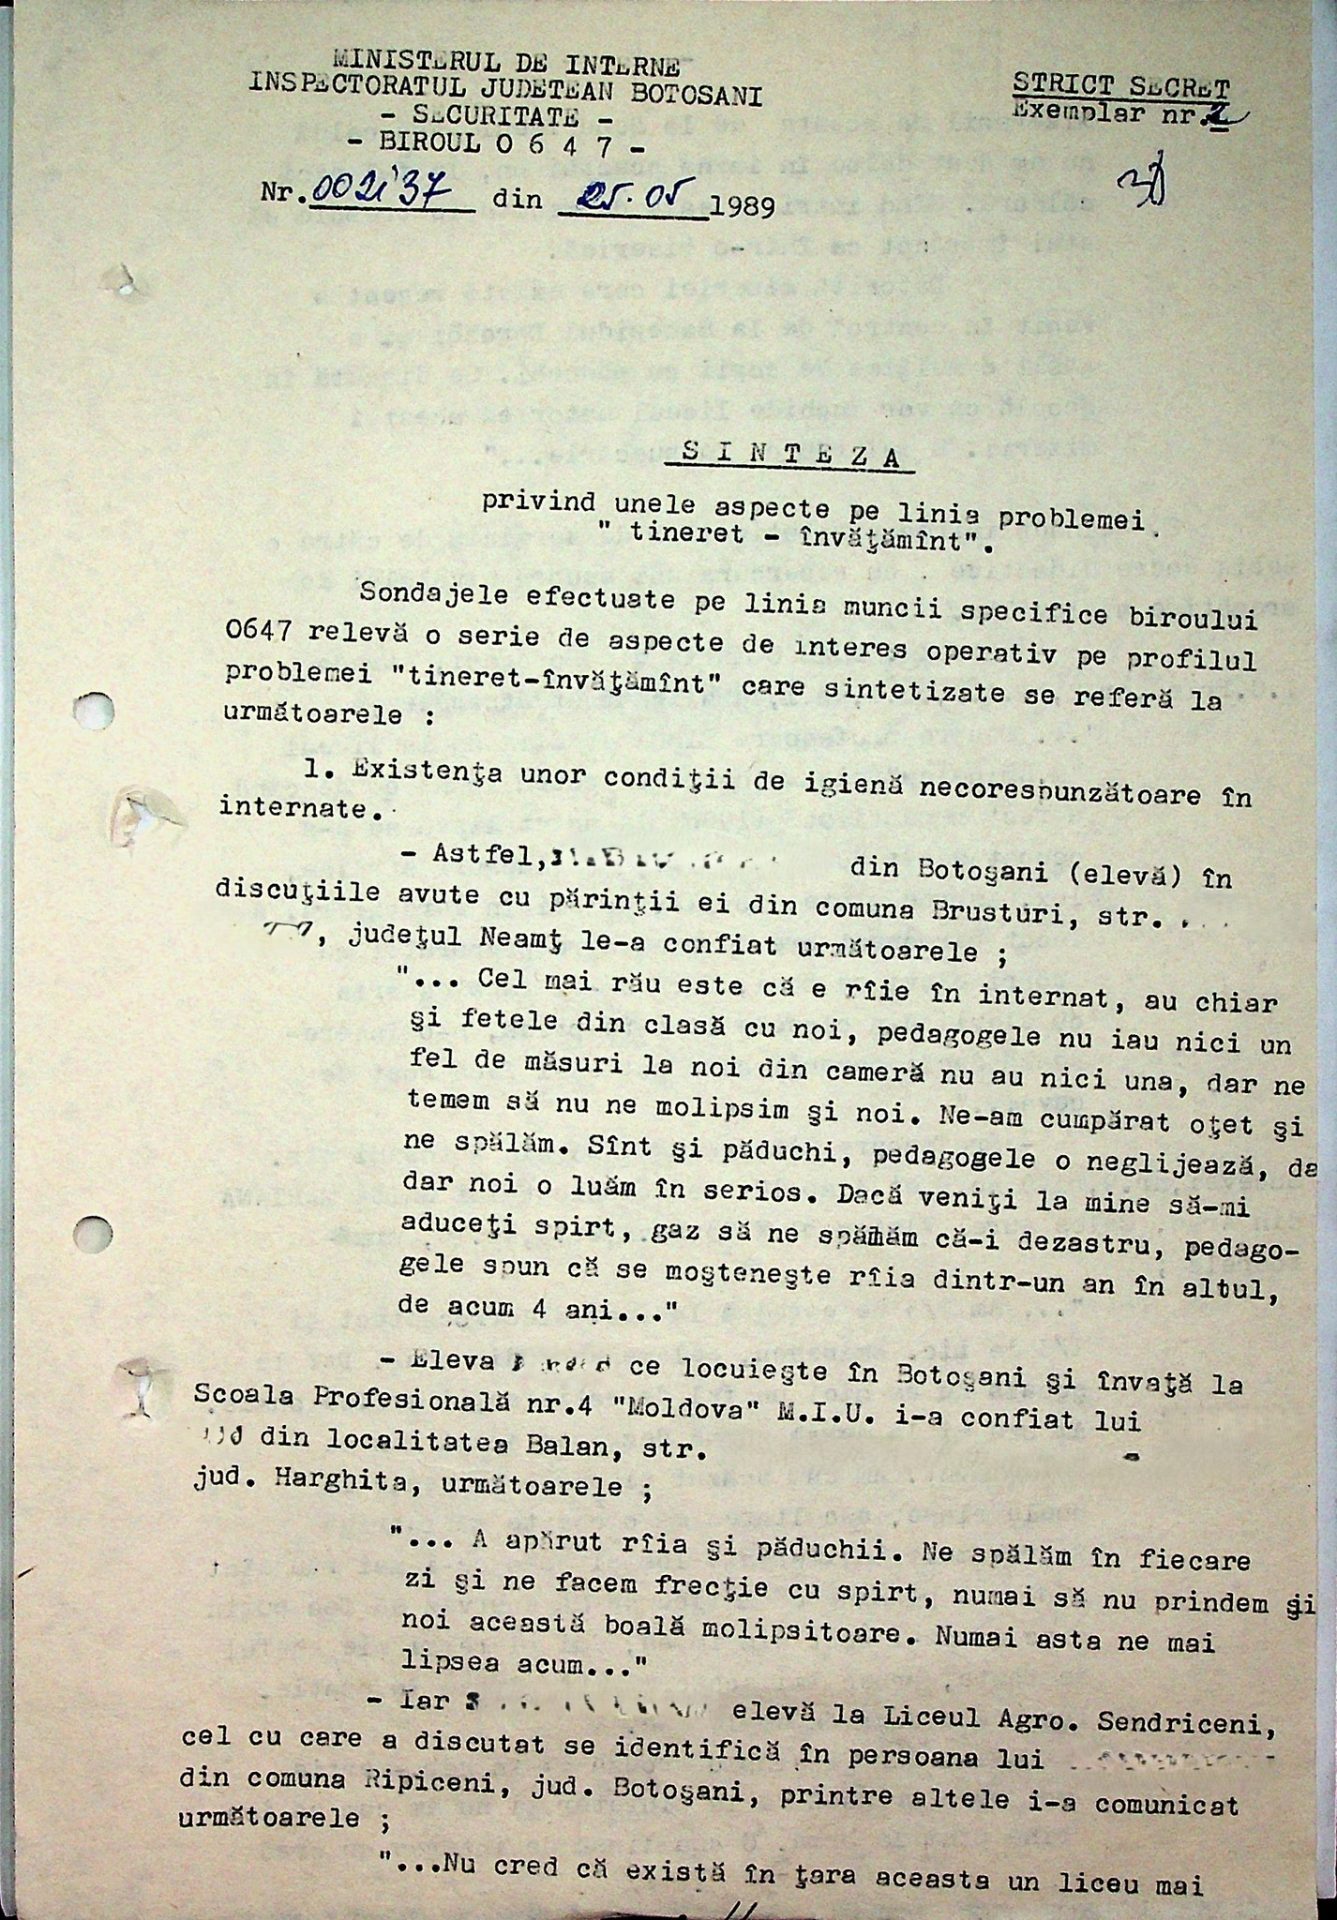 MINISTERUL DE INTERNE
INSPECTORATUL JUDETEAN BOTOSANI
- SECURITATE -
- BIROUL 0 6 4 7 -
STRICT SECRET
Exemplar nr. 2
Nr. 002137 din 25.05 1989
S I N T E Z A
privind unele aspecte pe linia problemei
" tineret - învăţămînt".
Sondajele efectuate pe linia muncii specifice biroului
0647 relevă o serie de aspecte de interes operativ pe profilul
problemei "tineret-învăţămînt" care sintetizate se referă la
următoarele :
1. Existenţa unor condiţii de igienă necorespunzătoare în
internate.
- Astfel, din Botoşani (elevă) în
discuţiile avute cu părinţii ei din comuna Brusturi, str.
, judeţul Neamţ le-a confiat următoarele ;
"... Cel mai rău este că e rîie în internat, au chiar
şi fetele din clasă cu noi, pedagogele nu iau nici un
fel de măsuri la noi din cameră nu au nici una, dar ne
temem să nu ne molipsim şi noi. Ne-am cumpărat oţet şi
ne spălăm. Sînt şi păduchi, pedagogele o neglijează, da
dar noi o luăm în serios. Dacă veniţi la mine să-mi
aduceţi spirt, gaz să ne spălăm că-i dezastru, pedago-
gele spun că se moşteneşte rîia dintr-un an în altul,
de acum 4 ani..."
- Eleva ce locuieşte în Botoşani şi învaţă la
Scoala Profesională nr.4 "Moldova" M.I.U. i-a confiat lui
din localitatea Balan, str.
jud. Harghita, următoarele ;
"... A apărut rîia şi păduchii. Ne spălăm în fiecare
zi şi ne facem frecţie cu spirt, numai să nu prindem şi
noi această boală molipsitoare. Numai asta ne mai
lipsea acum..."
- Iar elevă la Liceul Agro. Sendriceni,
cel cu care a discutat se identifică în persoana lui
din comuna Ripiceni, jud. Botoşani, printre altele i-a comunicat
următoarele ;
"...Nu cred că există în ţara aceasta un liceu mai